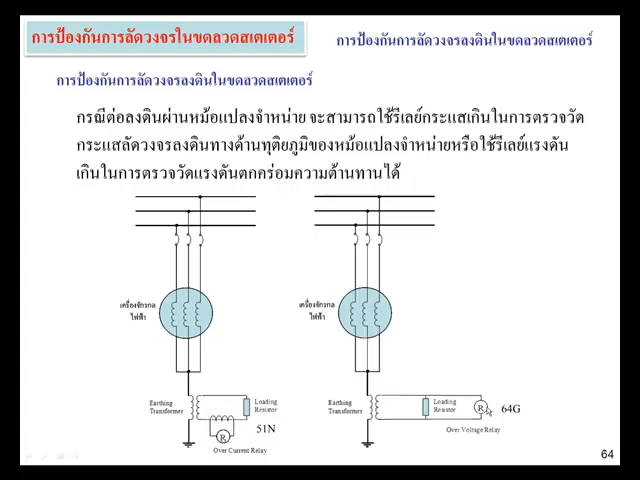 การป้องกันการลัดวงจรในขดลวดสเตเตอร์
การป้องกันการลัดวงจรลงดินในขดลวดสเตเตอร์
การป้องกันการลัดวงจรลงดินในขดลวดสเตเตอร์
กรณีต่อลงดินผ่านหม้อแปลงจำหน่าย จะสามารถใช้รีเลย์กระแสเกินในการตรวจวัด
กระแสลัดวงจรลงดินทางด้านทุติยภูมิของหม้อแปลงจำหน่ายหรือใช้รีเลย์แรงดัน
เกินในการตรวจวัดแรงดันตกคร่อมความต้านทานได้
เครื่องจักรกล
ไฟฟ้า
Earthing
Transformer
Loading
Resistor
R
51N
Over Current Relay
เครื่องจักรกล
ไฟฟ้า
Earthing
Transformer
Loading
Resistor
R
64G
Over Voltage Relay
64